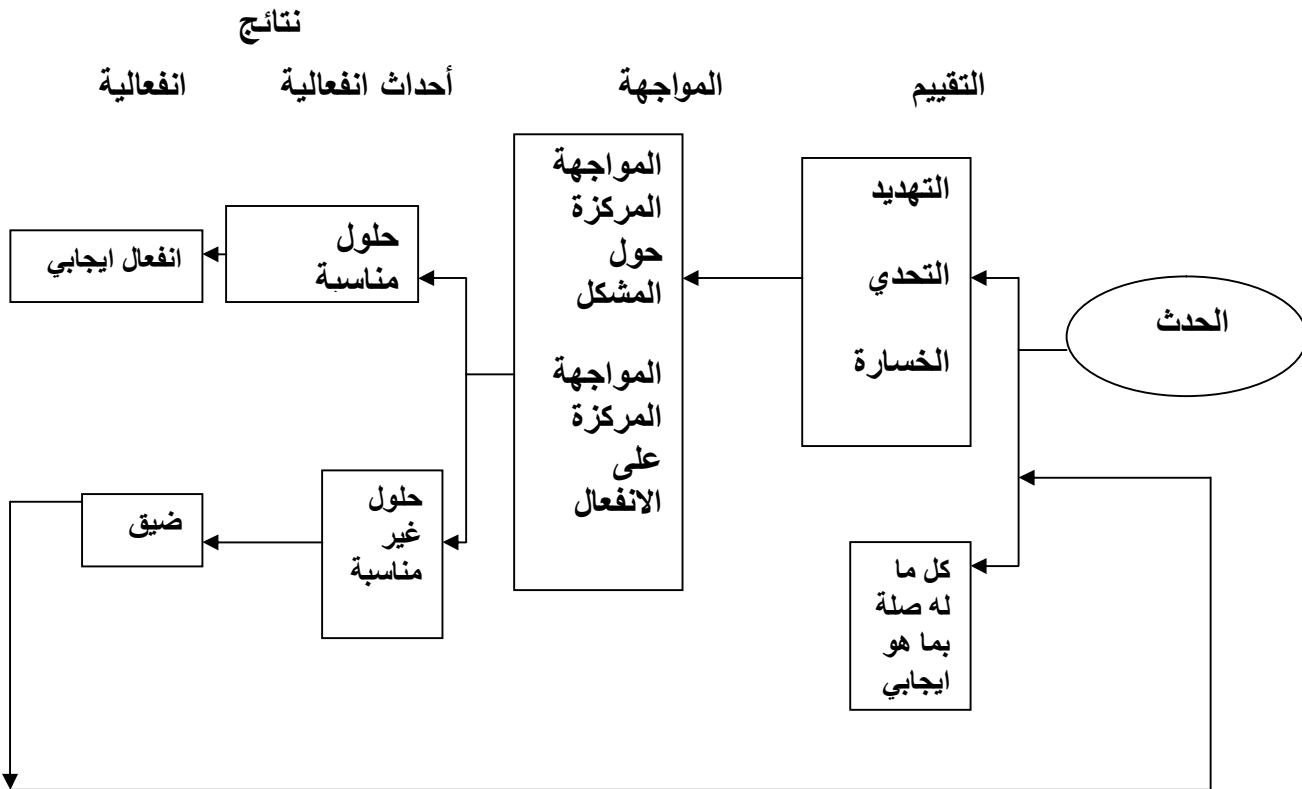 نتائج
التقييم
المواجهة
أحداث انفعالية
انفعالية
الحدث
التهديد
التحدي
الخسارة
كل ما
له صلة
بما هو
ايجابي
المواجهة
المركزة
حول
المشكل
المواجهة
المركزة
على
الانفعال
حلول
مناسبة
انفعال ايجابي
حلول
غير
مناسبة
ضيق